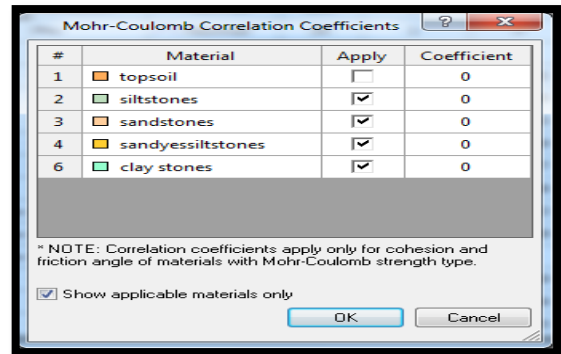 Mohr-Coulomb Correlation Coefficients
# Material Apply Coefficient
1 topsoil 0
2 siltstones 0
3 sandstones 0
4 sandyessiltstones 0
6 clay stones 0
* NOTE: Correlation coefficients apply only for cohesion and
friction angle of materials with Mohr-Coulomb strength type.
Show applicable materials only
OK Cancel